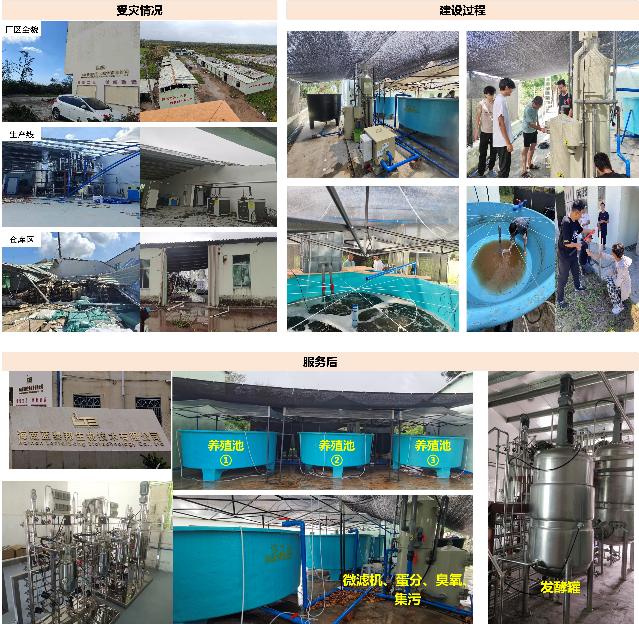 受灾情况
建设过程
厂区全貌
生产线
仓库区
服务后
养殖池
①
养殖池
②
养殖池
③
微滤机、蛋分、臭氧、
集污
发酵罐